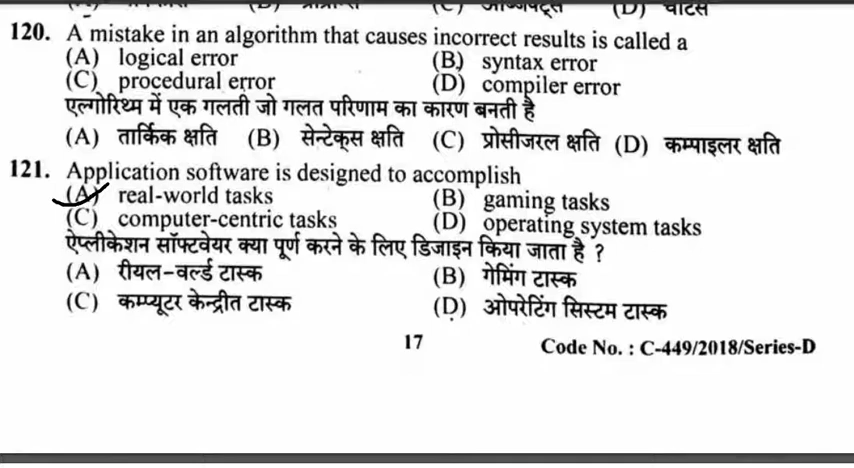 (D) चाटस
120. A mistake in an algorithm that causes incorrect results is called a
(A) logical error (B) syntax error
(C) procedural error (D) compiler error
एल्गोरिथ्म में एक गलती जो गलत परिणाम का कारण बनती है
(A) तार्किक क्षति (B) सेन्टेक्स क्षति (C) प्रोसीजरल क्षति (D) कम्पाइलर क्षति
121. Application software is designed to accomplish
(A) real-world tasks (B) gaming tasks
(C) computer-centric tasks (D) operating system tasks
ऐप्लीकेशन सॉफ्टवेयर क्या पूर्ण करने के लिए डिजाइन किया जाता है ?
(A) रीयल-वर्ल्ड टास्क (B) गेमिंग टास्क
(C) कम्प्यूटर केन्द्रीत टास्क (D) ओपरेटिंग सिस्टम टास्क
17 Code No. : C-449/2018/Series-D